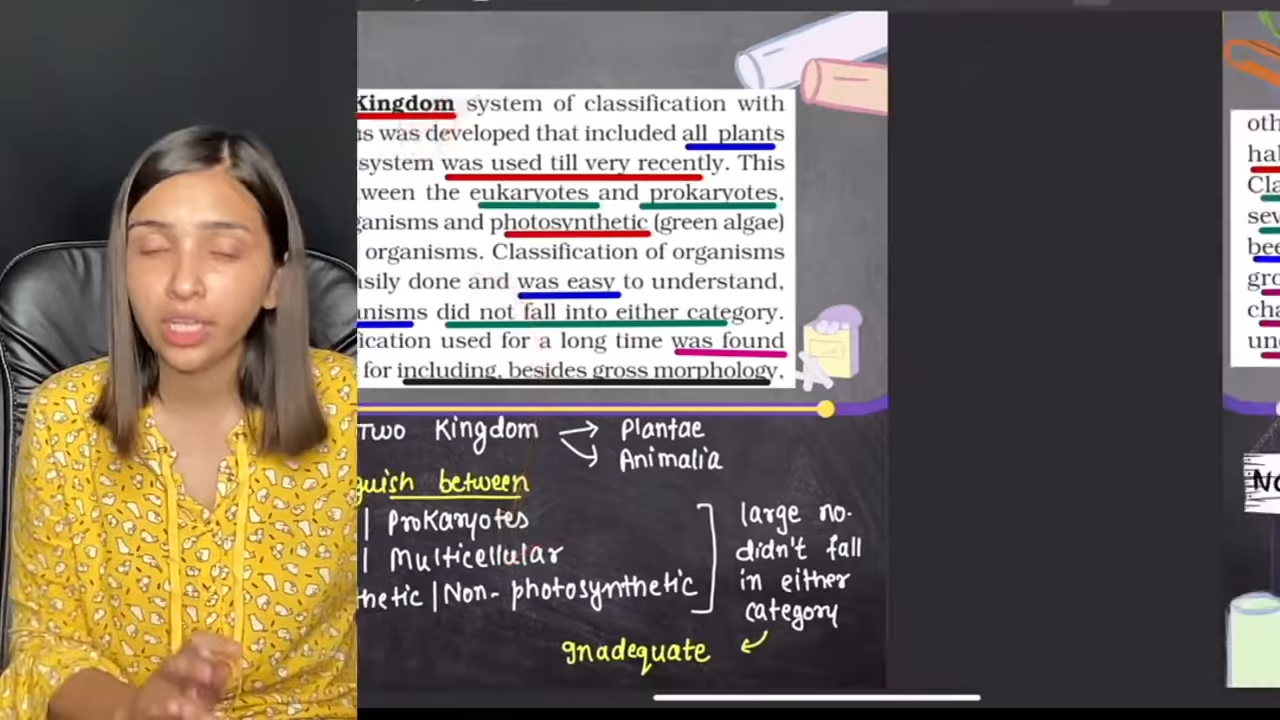 Kingdom system of classification with
was developed that included all plants
system was used till very recently. This
ween the eukaryotes and prokaryotes,
ganisms and photosynthetic (green algae)
organisms. Classification of organisms
sily done and was easy to understand,
anisms did not fall into either category.
ication used for a long time was found
for including, besides gross morphology,
Two Kingdom → Plantae
Animalia
guish between
| Prokaryotes
| Multicellular
hetic | Non-photosynthetic
large no.
didn't fall
in either
category
gnadequate
oth
hal
Cla
sev
bee
gro
cha
un
No